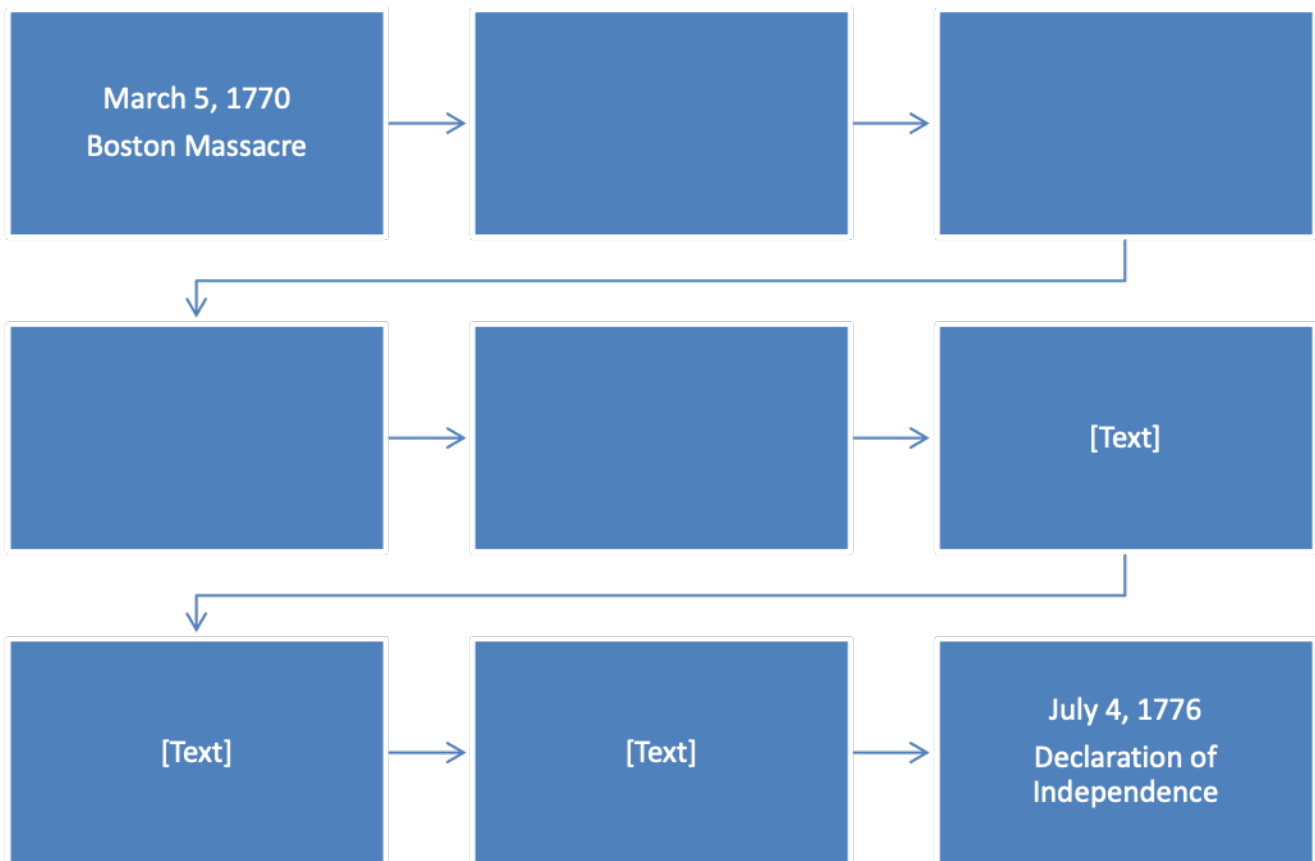 March 5, 1770
Boston Massacre
[Text]
[Text]
[Text]
July 4, 1776
Declaration of
Independence